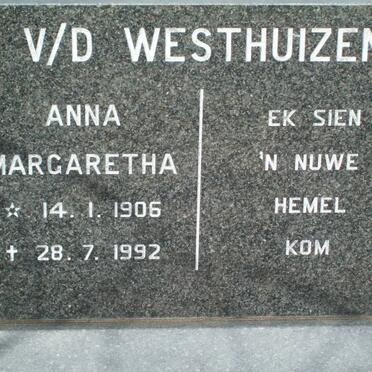 V/D WESTHUIZEN
ANNA
MARGARETHA
☆ 14. 1. 1906
✝ 28. 7. 1992
EK SIEN
'N NUWE
HEMEL
KOM